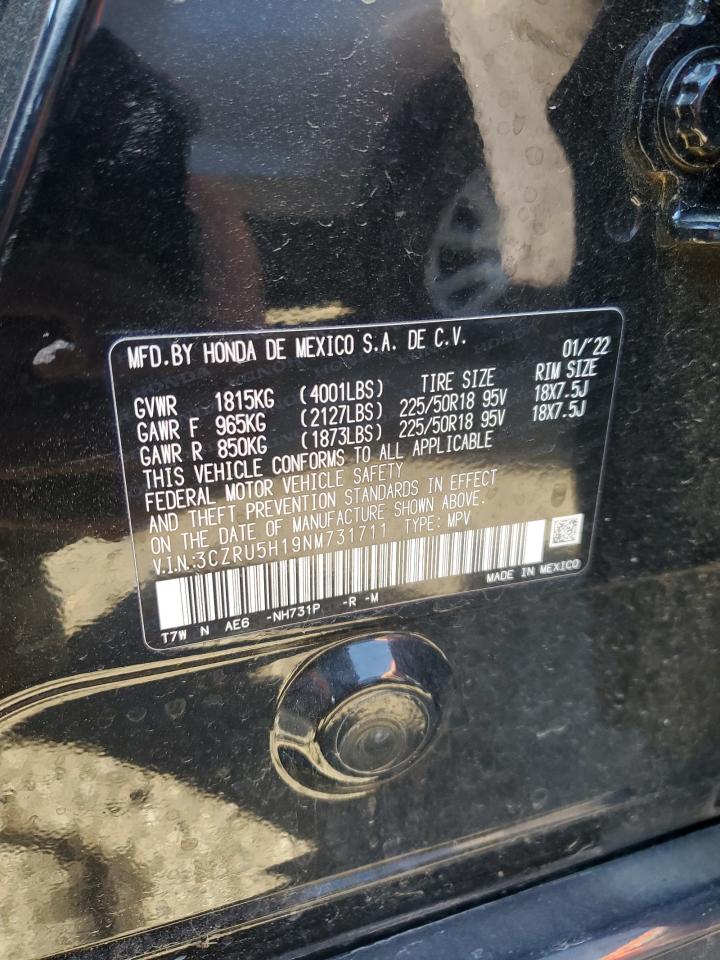 MFD.BY HONDA DE MEXICO S.A. DE C.V. 01/'22
TIRE SIZE RIM SIZE
GVWR 1815KG (4001LBS)
GAWR F 965KG (2127LBS) 225/50R18 95V 18X7.5J
GAWR R 850KG (1873LBS) 225/50R18 95V 18X7.5J
THIS VEHICLE CONFORMS TO ALL APPLICABLE
FEDERAL MOTOR VEHICLE SAFETY
AND THEFT PREVENTION STANDARDS IN EFFECT
ON THE DATE OF MANUFACTURE SHOWN ABOVE.
V.I.N.:3CZRU5H19NM731711 TYPE: MPV
MADE IN MEXICO
T7W N AE6 -NH731P -R -M